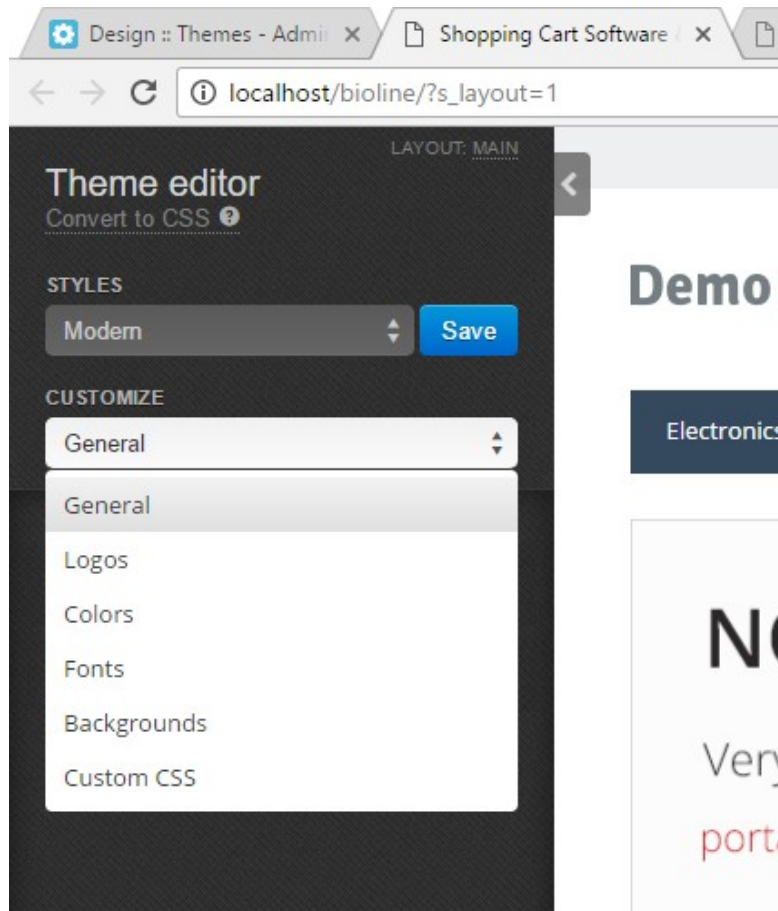 Design :: Themes - Admi
Shopping Cart Software
localhost/bioline/?s_layout=1
LAYOUT: MAIN
Theme editor
Convert to CSS ?
STYLES
Modern
Save
CUSTOMIZE
General
General
Logos
Colors
Fonts
Backgrounds
Custom CSS
Demo
Electronics
Very
porta